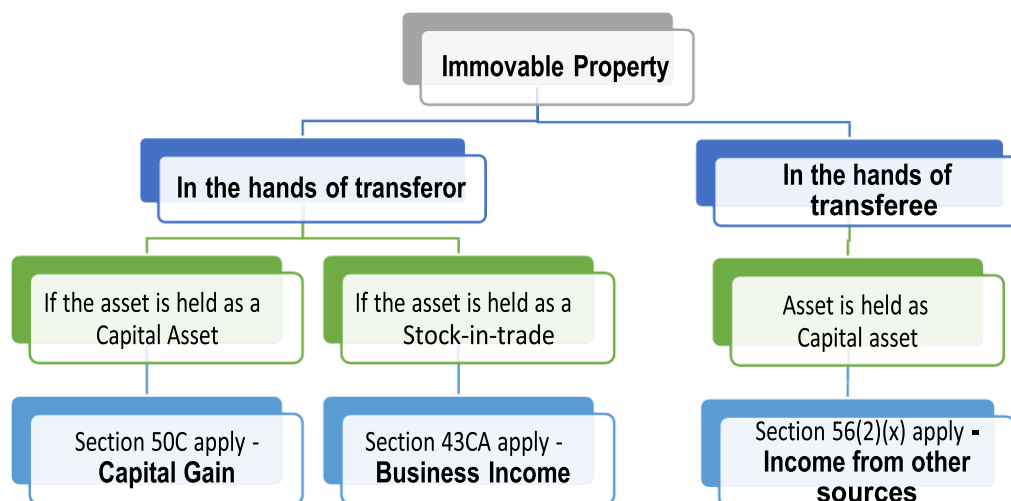 Immovable Property
In the hands of transferor
In the hands of
transferee
If the asset is held as a
Capital Asset
If the asset is held as a
Stock-in-trade
Asset is held as
Capital asset
Section 50C apply -
Capital Gain
Section 43CA apply -
Business Income
Section 56(2)(x) apply -
Income from other
sources